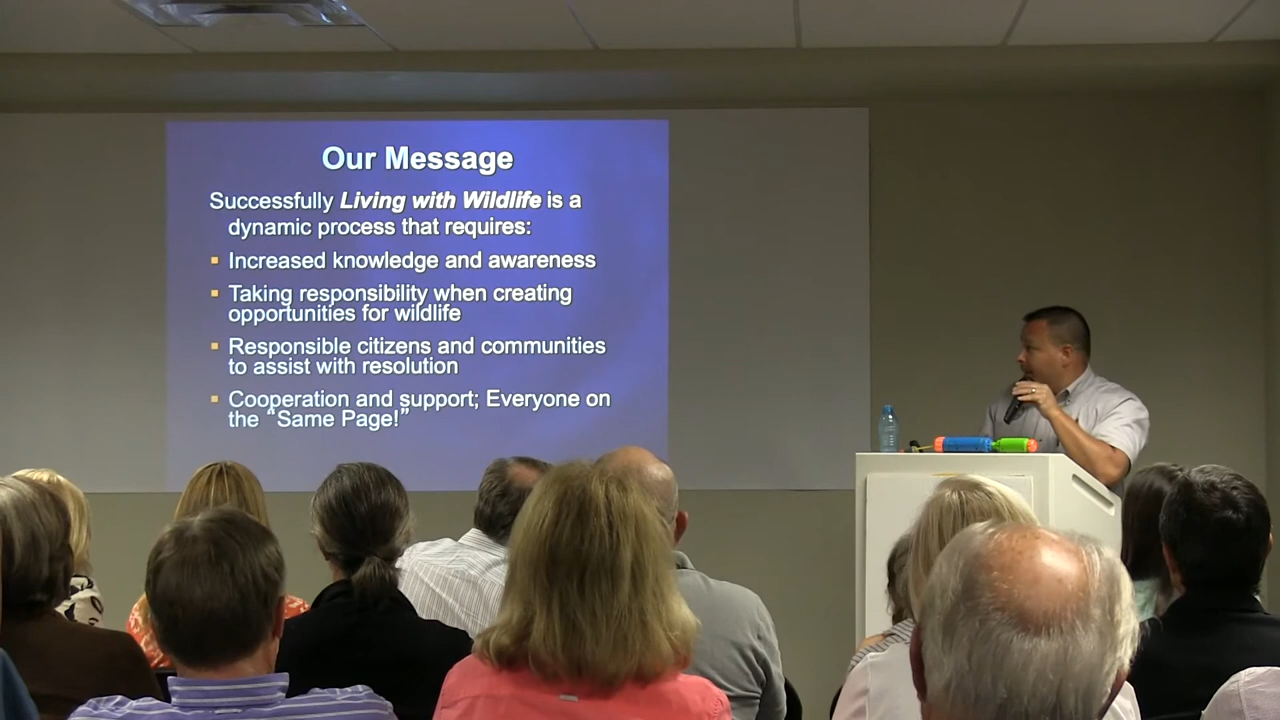 Our Message
Successfully Living with Wildlife is a
dynamic process that requires:
▪ Increased knowledge and awareness
▪ Taking responsibility when creating
opportunities for wildlife
▪ Responsible citizens and communities
to assist with resolution
▪ Cooperation and support; Everyone on
the “Same Page!”